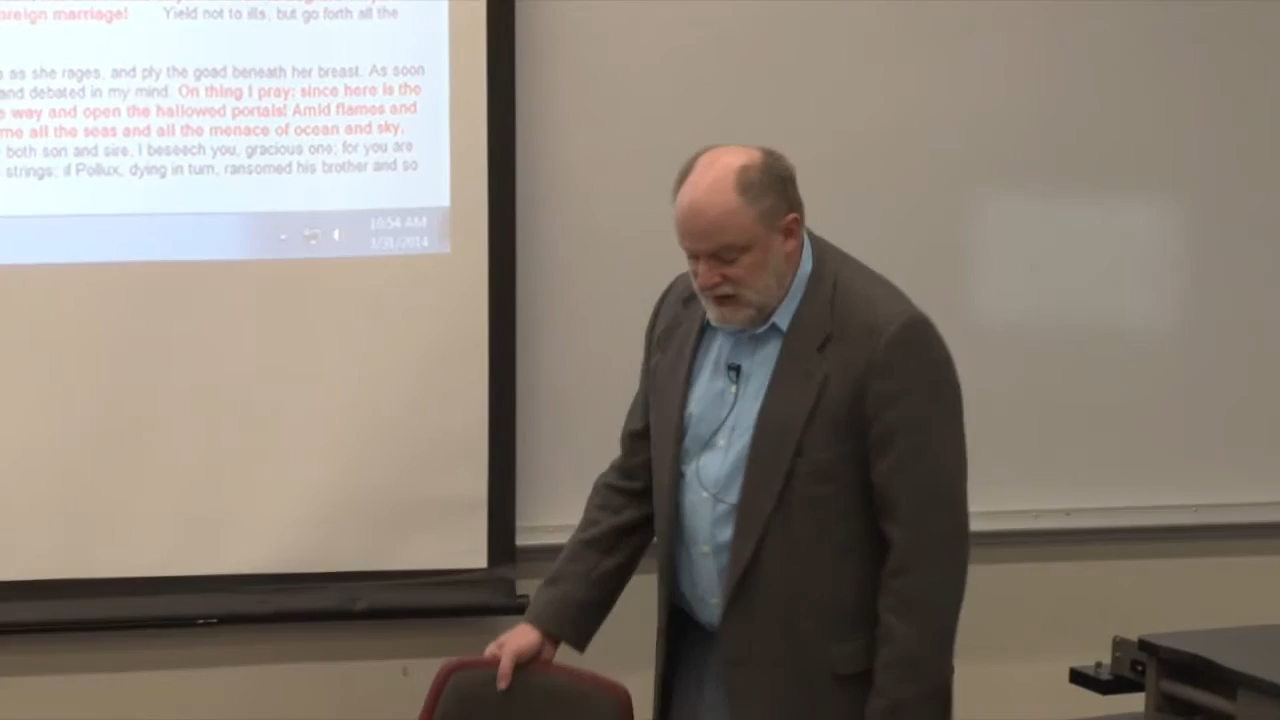 oreign marriage! Yield not to ills, but go forth all the
s as she rages, and ply the goad beneath her breast. As soon
and debated in my mind. On thing I pray: since here is the
e way and open the hallowed portals! Amid flames and
me all the seas and all the menace of ocean and sky,
both son and sire, I beseech you, gracious one; for you are
strings; if Pollux, dying in turn, ransomed his brother and so
10:54 AM
1/31/2014